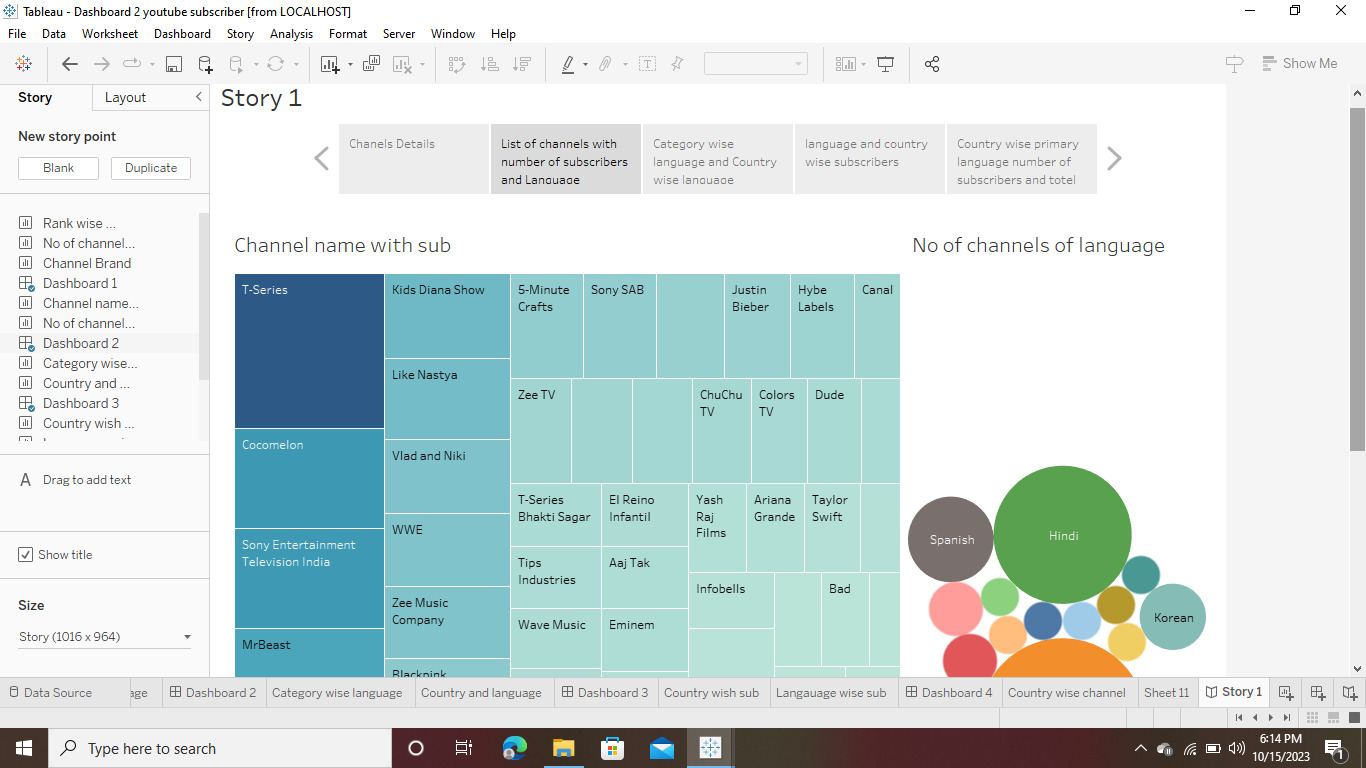 Tableau - Dashboard 2 youtube subscriber [from LOCALHOST]
File Data Worksheet Dashboard Story Analysis Format Server Window Help
Show Me
Story Layout
New story point
Blank Duplicate
Rank wise ...
No of channel...
Channel Brand
Dashboard 1
Channel name...
No of channel...
Dashboard 2
Category wise...
Country and ...
Dashboard 3
Country wish ...
A Drag to add text
Show title
Size
Story (1016 x 964)
Story 1
Chanels Details
List of channels with
number of subscribers
and Language
Category wise
language and Country
wise language
language and country
wise subscribers
Country wise primary
language number of
subscribers and totel
Channel name with sub
T-Series
Cocomelon
Sony Entertainment
Television India
MrBeast
Kids Diana Show
Like Nastya
Vlad and Niki
WWE
Zee Music
Company
Blackpink
5-Minute
Crafts
Sony SAB
Justin
Bieber
Hybe
Labels
Canal
Zee TV
ChuChu
TV
Colors
TV
Dude
T-Series
Bhakti Sagar
El Reino
Infantil
Yash
Raj
Films
Ariana
Grande
Taylor
Swift
Tips
Industries
Aaj Tak
Infobells
Bad
Wave Music
Eminem
No of channels of language
Spanish
Hindi
Korean
Data Source
age
Dashboard 2
Category wise language
Country and language
Dashboard 3
Country wish sub
Langauage wise sub
Dashboard 4
Country wise channel
Sheet 11
Story 1
Type here to search
6:14 PM
10/15/2023
1